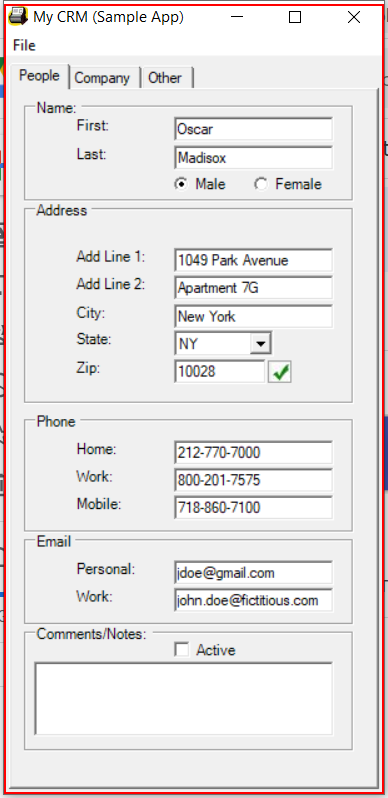 My CRM (Sample App)
File
People Company Other
Name:
First: Oscar
Last: Madisox
Male Female
Address
Add Line 1: 1049 Park Avenue
Add Line 2: Apartment 7G
City: New York
State: NY
Zip: 10028
Phone
Home: 212-770-7000
Work: 800-201-7575
Mobile: 718-860-7100
Email
Personal: jdoe@gmail.com
Work: john.doe@fictitious.com
Comments/Notes:
Active